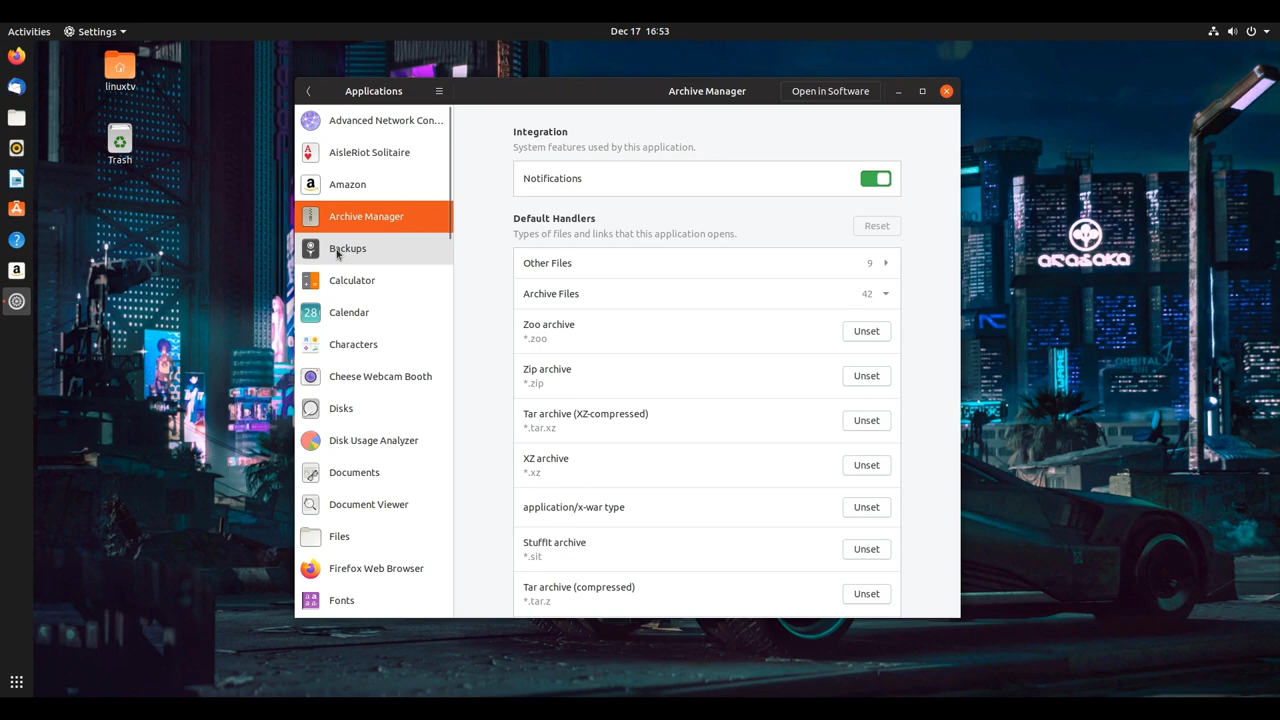 Activities
Settings
Dec 17 16:53
linuxtv
Trash
Applications
Archive Manager
Open in Software
Advanced Network Con...
AisleRiot Solitaire
Amazon
Archive Manager
Backups
Calculator
Calendar
Characters
Cheese Webcam Booth
Disks
Disk Usage Analyzer
Documents
Document Viewer
Files
Firefox Web Browser
Fonts
28
Integration
System features used by this application.
Notifications
Default Handlers
Types of files and links that this application opens.
Reset
Other Files 9
Archive Files 42
Zoo archive
*.zoo
Unset
Zip archive
*.zip
Unset
Tar archive (XZ-compressed)
*.tar.xz
Unset
XZ archive
*.xz
Unset
application/x-war type
Unset
StuffIt archive
*.sit
Unset
Tar archive (compressed)
*.tar.z
Unset
arasaka
ORBITAL